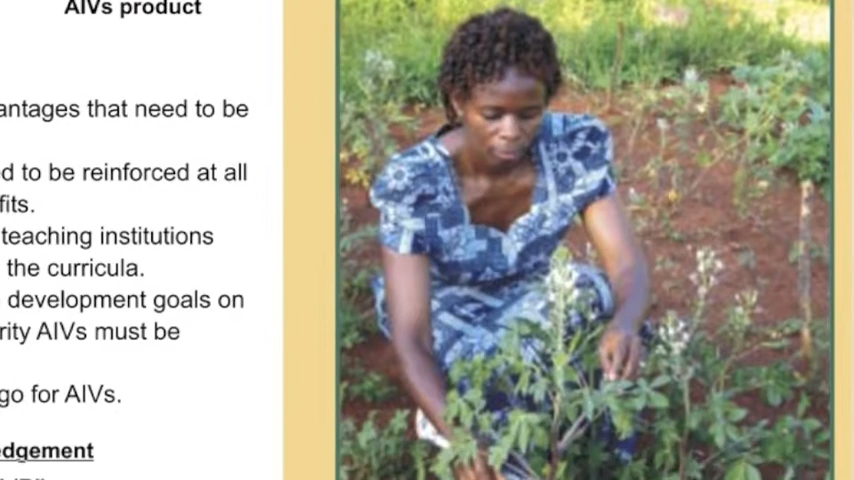 AIVs product
antages that need to be
d to be reinforced at all
fits.
teaching institutions
the curricula.
development goals on
rity AIVs must be
go for AIVs.
edgement